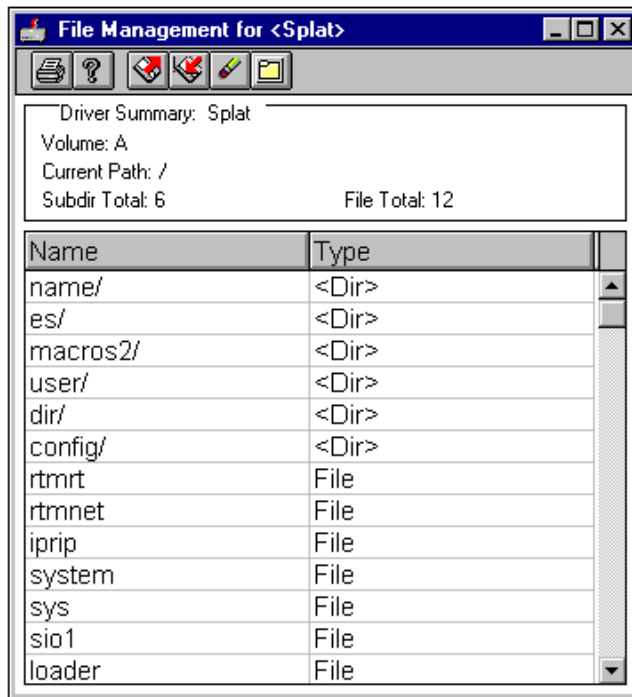 File Management for <Splat>
Driver Summary: Splat
Volume: A
Current Path: /
Subdir Total: 6 File Total: 12
Name Type
name/ <Dir>
es/ <Dir>
macros2/ <Dir>
user/ <Dir>
dir/ <Dir>
config/ <Dir>
rtmrt File
rtmnet File
iprip File
system File
sys File
sio1 File
loader File